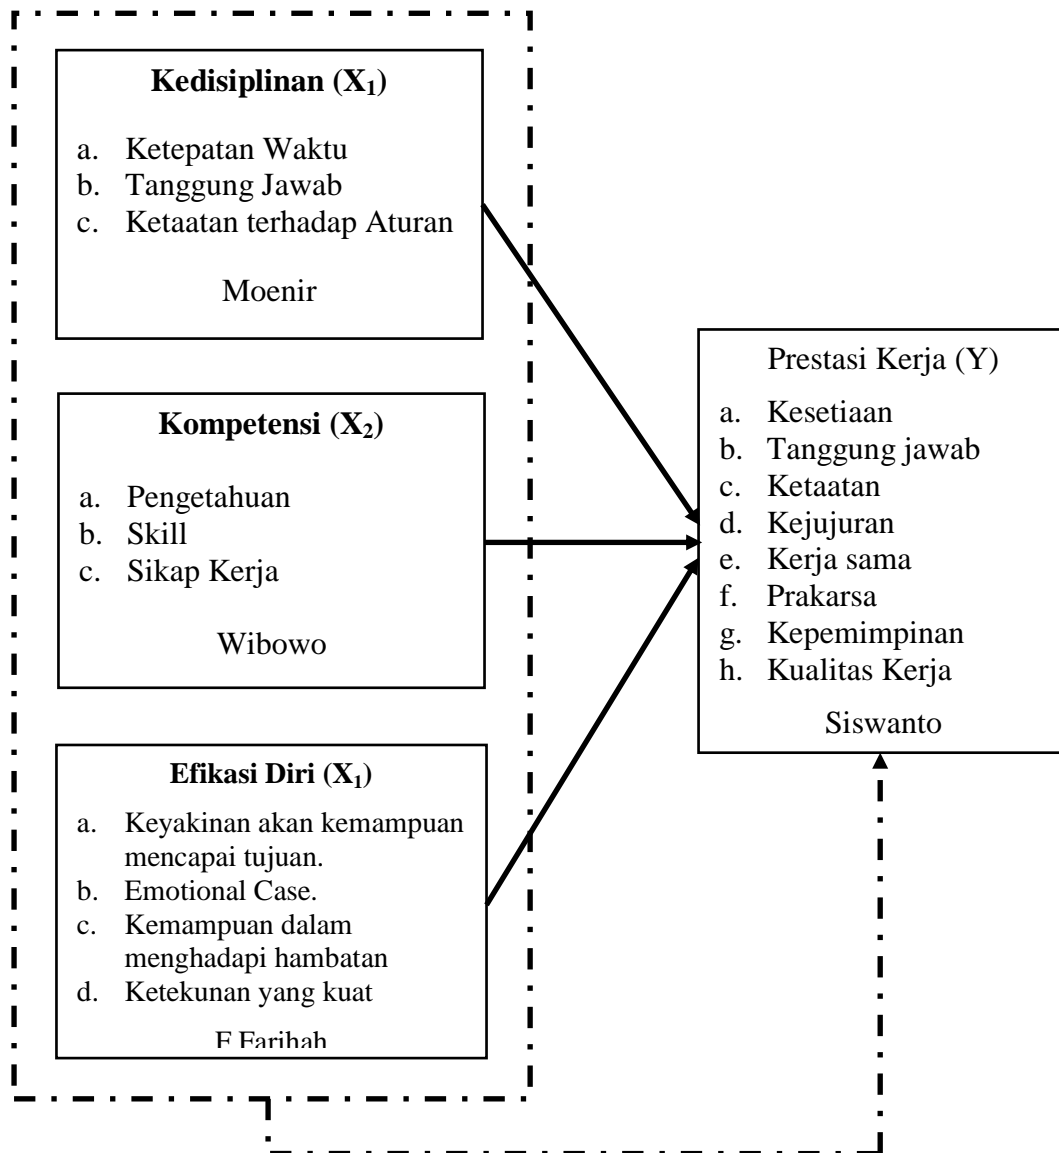 Kedisiplinan (X₁)
a. Ketepatan Waktu
b. Tanggung Jawab
c. Ketaatan terhadap Aturan
Moenir
Kompetensi (X₂)
a. Pengetahuan
b. Skill
c. Sikap Kerja
Wibowo
Efikasi Diri (X₁)
a. Keyakinan akan kemampuan
mencapai tujuan.
b. Emotional Case.
c. Kemampuan dalam
menghadapi hambatan
d. Ketekunan yang kuat
F Farihah
Prestasi Kerja (Y)
a. Kesetiaan
b. Tanggung jawab
c. Ketaatan
d. Kejujuran
e. Kerja sama
f. Prakarsa
g. Kepemimpinan
h. Kualitas Kerja
Siswanto